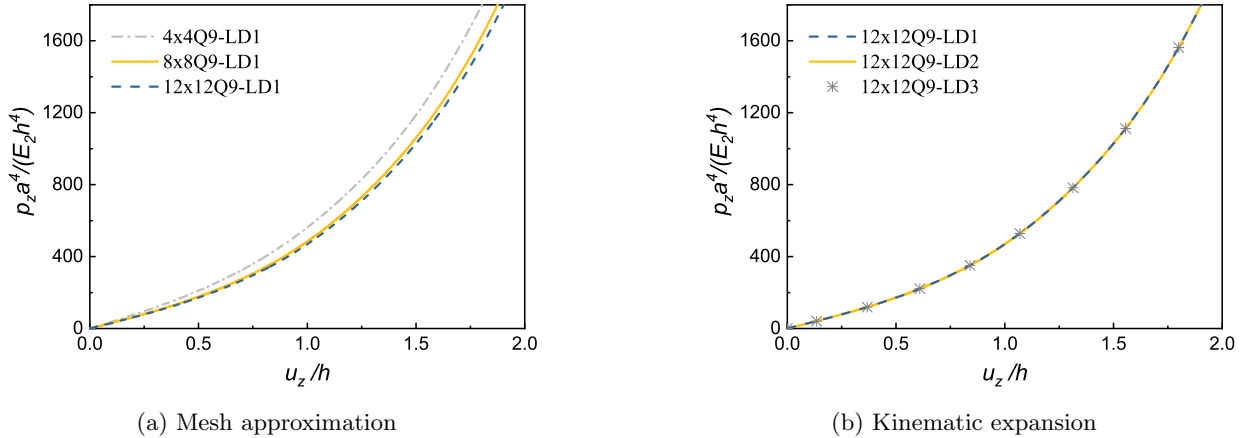 4x4Q9-LD1
8x8Q9-LD1
12x12Q9-LD1
p_z a^4/(E_2 h^4)
1600
1200
800
400
0
0.0 0.5 1.0 1.5 2.0
u_z/h
(a) Mesh approximation
12x12Q9-LD1
12x12Q9-LD2
12x12Q9-LD3
p_z a^4/(E_2 h^4)
1600
1200
800
400
0
0.0 0.5 1.0 1.5 2.0
u_z/h
(b) Kinematic expansion